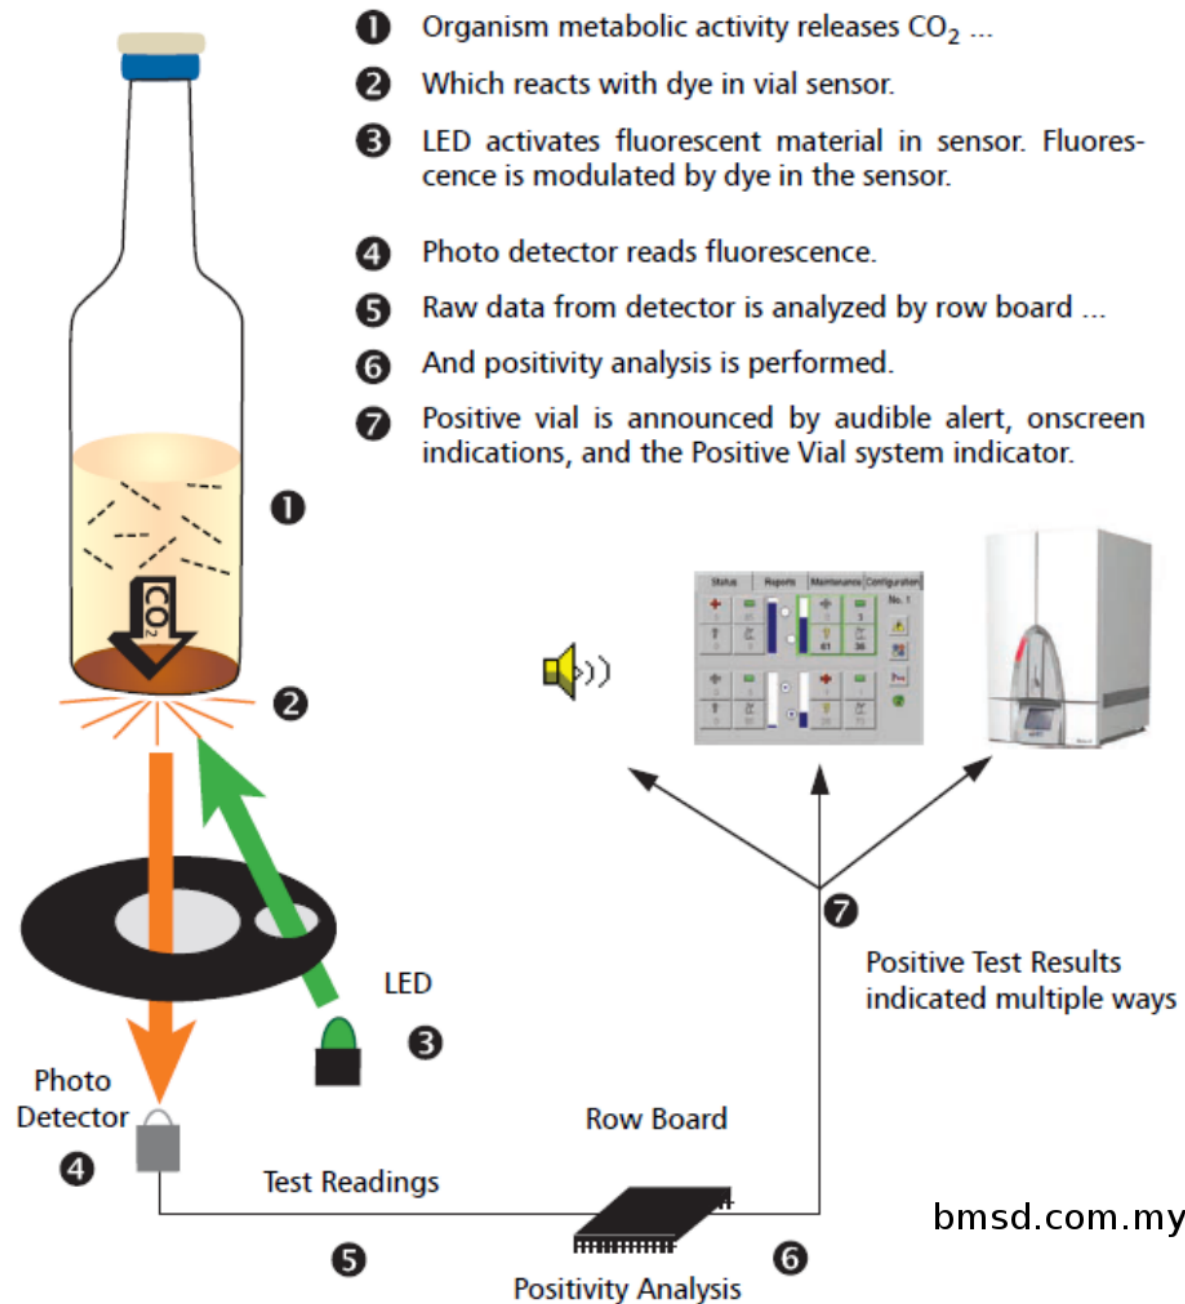 ❶ Organism metabolic activity releases CO₂ ...
❷ Which reacts with dye in vial sensor.
❸ LED activates fluorescent material in sensor. Fluores-
cence is modulated by dye in the sensor.
❹ Photo detector reads fluorescence.
❺ Raw data from detector is analyzed by row board ...
❻ And positivity analysis is performed.
❼ Positive vial is announced by audible alert, onscreen
indications, and the Positive Vial system indicator.
❶
CO₂
❷
Status Reports Maintenance Configuration
No. 1
61 36
❼
Positive Test Results
indicated multiple ways
LED
❸
Photo
Detector
❹
Row Board
Test Readings
❺
❻
Positivity Analysis
bmsd.com.my